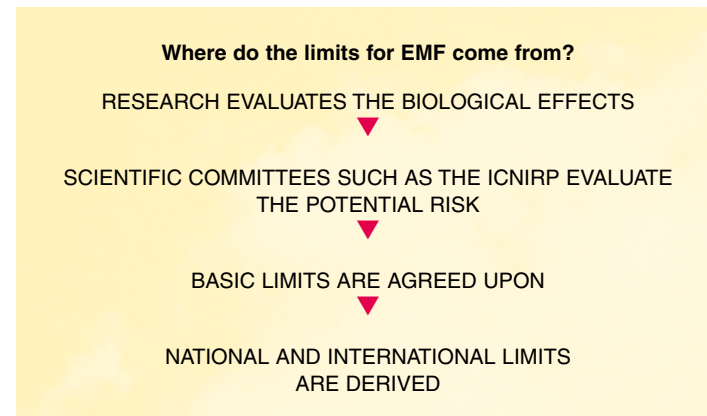 Where do the limits for EMF come from?
RESEARCH EVALUATES THE BIOLOGICAL EFFECTS
SCIENTIFIC COMMITTEES SUCH AS THE ICNIRP EVALUATE
THE POTENTIAL RISK
BASIC LIMITS ARE AGREED UPON
NATIONAL AND INTERNATIONAL LIMITS
ARE DERIVED